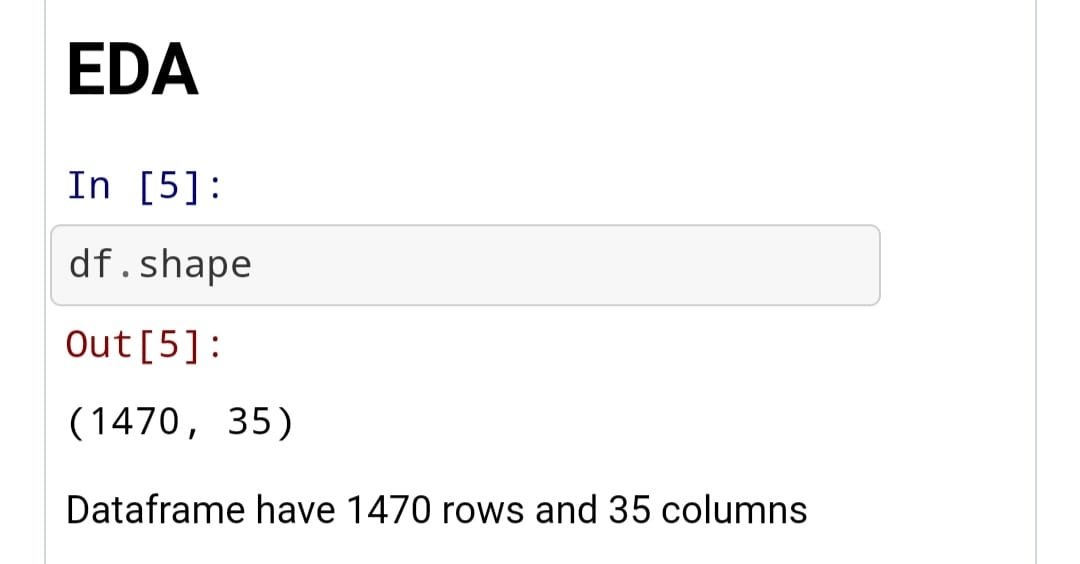 EDA
In [5]:
df.shape
Out[5]:
(1470, 35)
Dataframe have 1470 rows and 35 columns